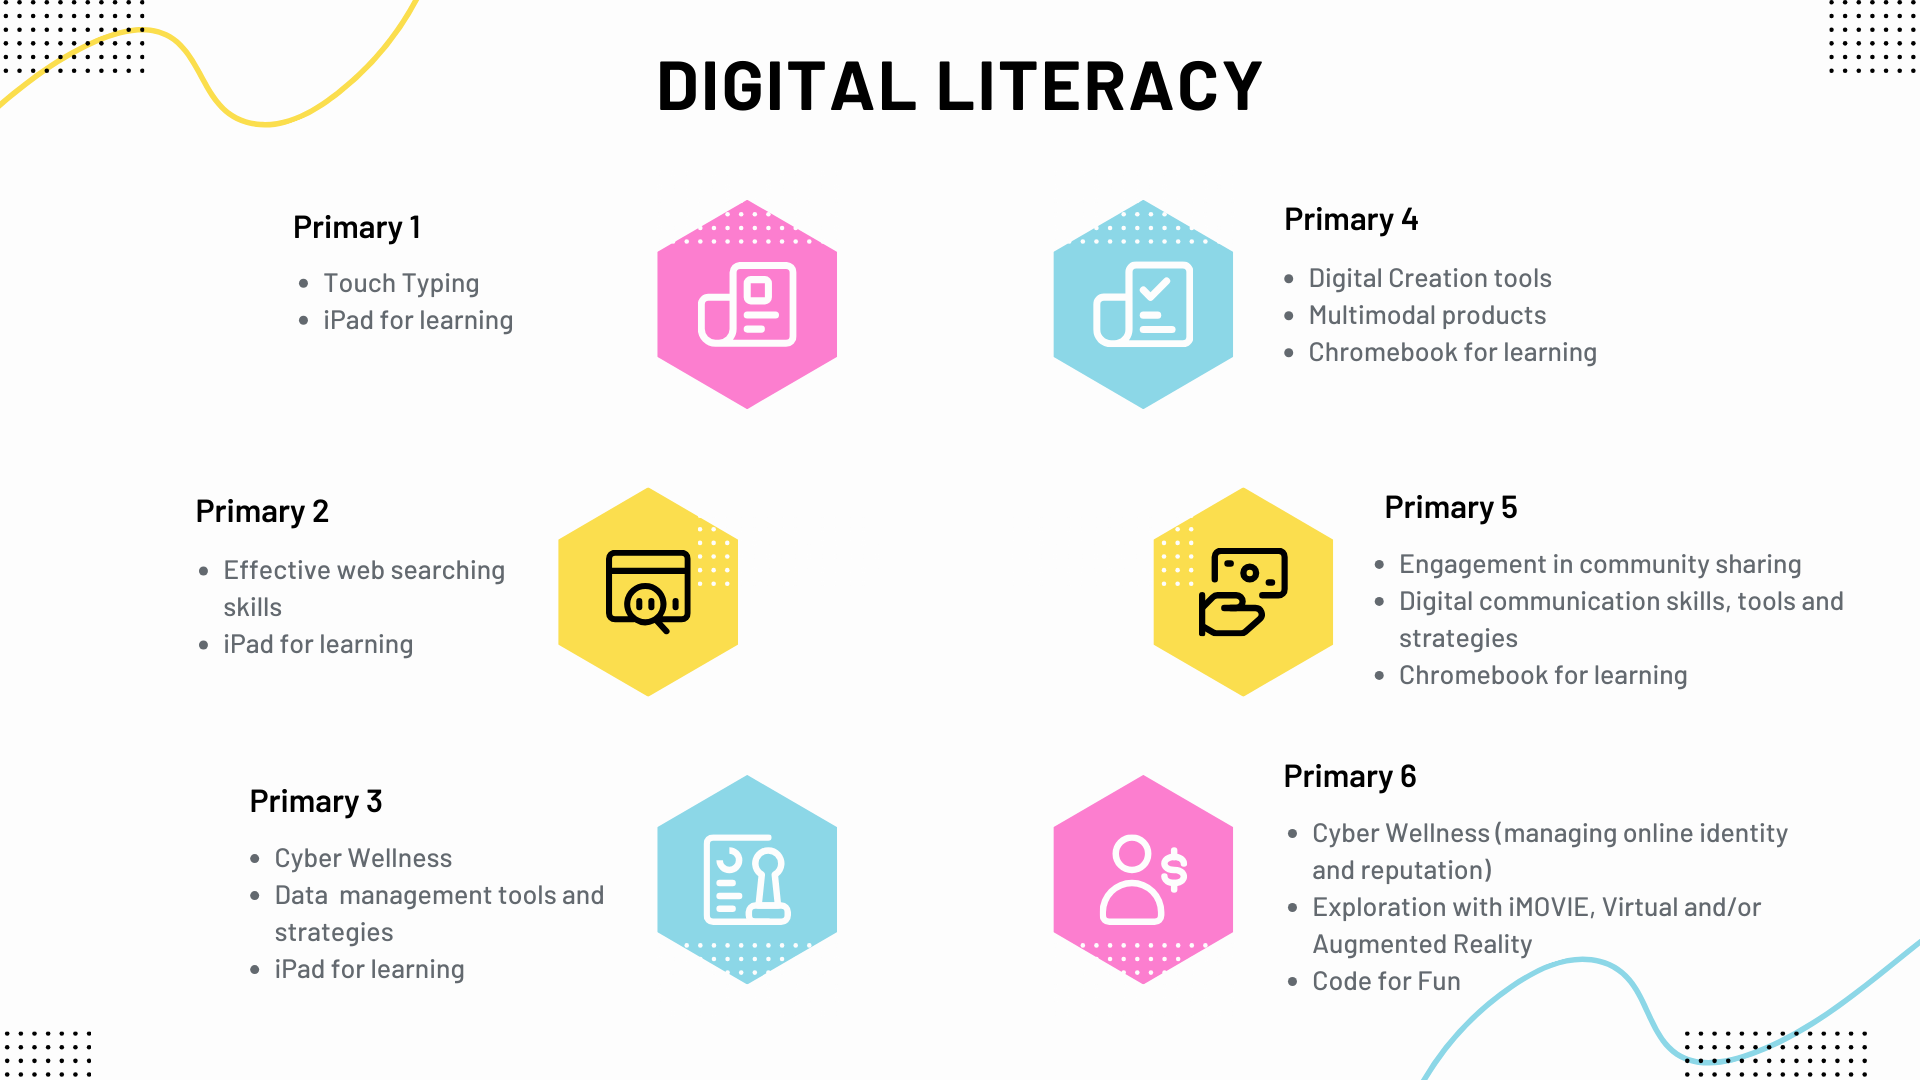 DIGITAL LITERACY
Primary 1
• Touch Typing
• iPad for learning
Primary 2
• Effective web searching
skills
• iPad for learning
Primary 3
• Cyber Wellness
• Data  management tools and
strategies
• iPad for learning
Primary 4
• Digital Creation tools
• Multimodal products
• Chromebook for learning
Primary 5
• Engagement in community sharing
• Digital communication skills, tools and
strategies
• Chromebook for learning
Primary 6
• Cyber Wellness (managing online identity
and reputation)
• Exploration with iMOVIE, Virtual and/or
Augmented Reality
• Code for Fun
$